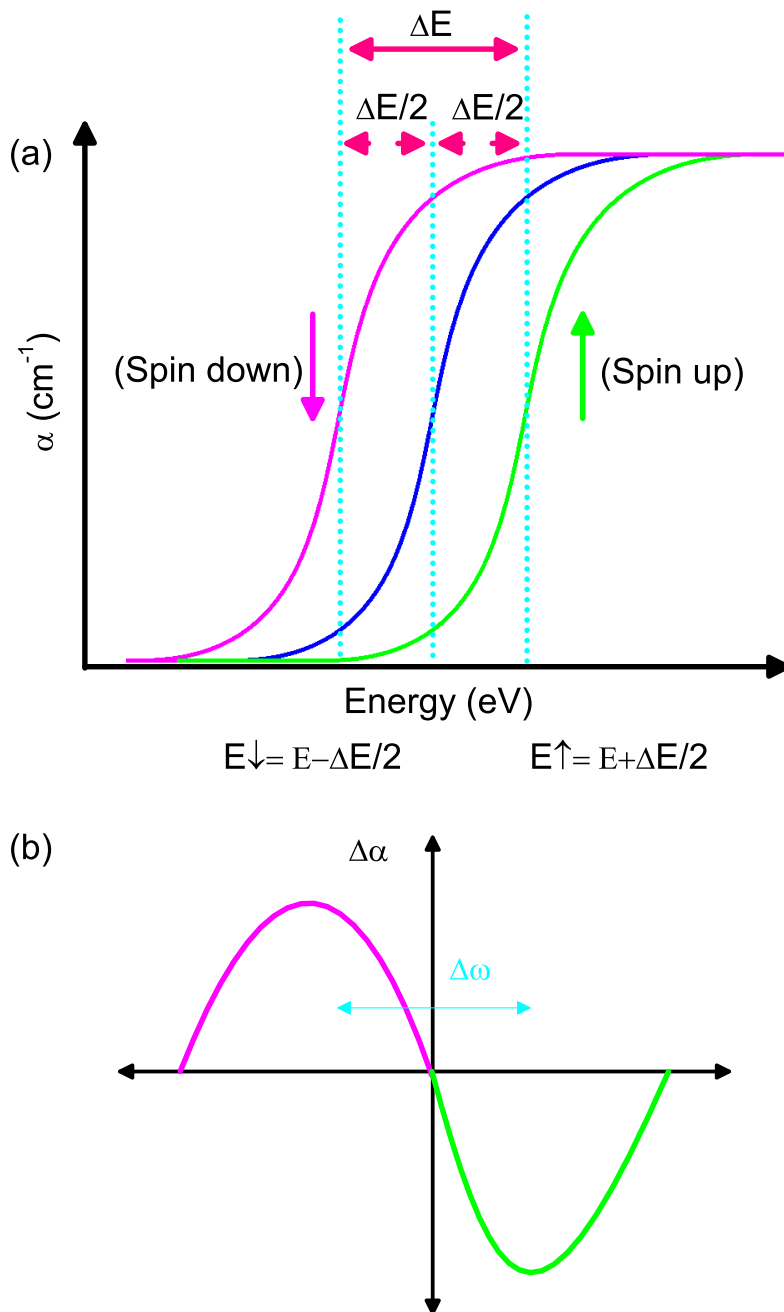 ΔE
ΔE/2 ΔE/2
(a)
(Spin down)
(Spin up)
α (cm⁻¹)
Energy (eV)
E↓= E−ΔE/2 E↑= E+ΔE/2
(b)
Δα
Δω